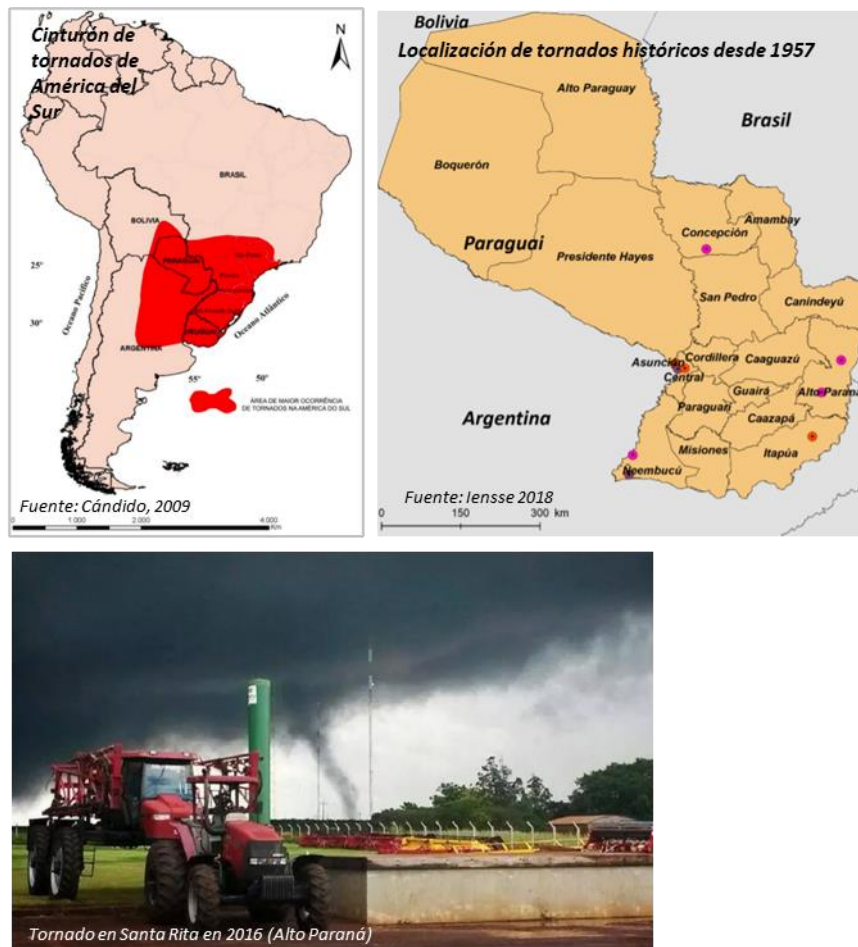 Cinturón de
tornados de
América del
Sur
N
BRASIL
BOLIVIA
PARAGUAI
25°
30°
Oceano Pacífico
Oceano Atlântico
URUGUAI
ARGENTINA
55°
50°
ÁREA DE MAIOR OCORRÊNCIA
DE TORNADOS NA AMÉRICA DO SUL
Fuente: Cándido, 2009
0 1 000 2 000 4 000
Km
Bolivia
Localización de tornados históricos desde 1957
Alto Paraguay
Brasil
Boquerón
Amambay
Concepción
Paraguai
Presidente Hayes
San Pedro
Canindeyú
Asunción
Cordillera
Caaguazú
Central
Guairá
Alto Paraná
Paraguarí
Argentina
Caazapá
Misiones
Itapúa
Ñeembucú
Fuente: Iensse 2018
0 150 300 km
Tornado en Santa Rita en 2016 (Alto Paraná)